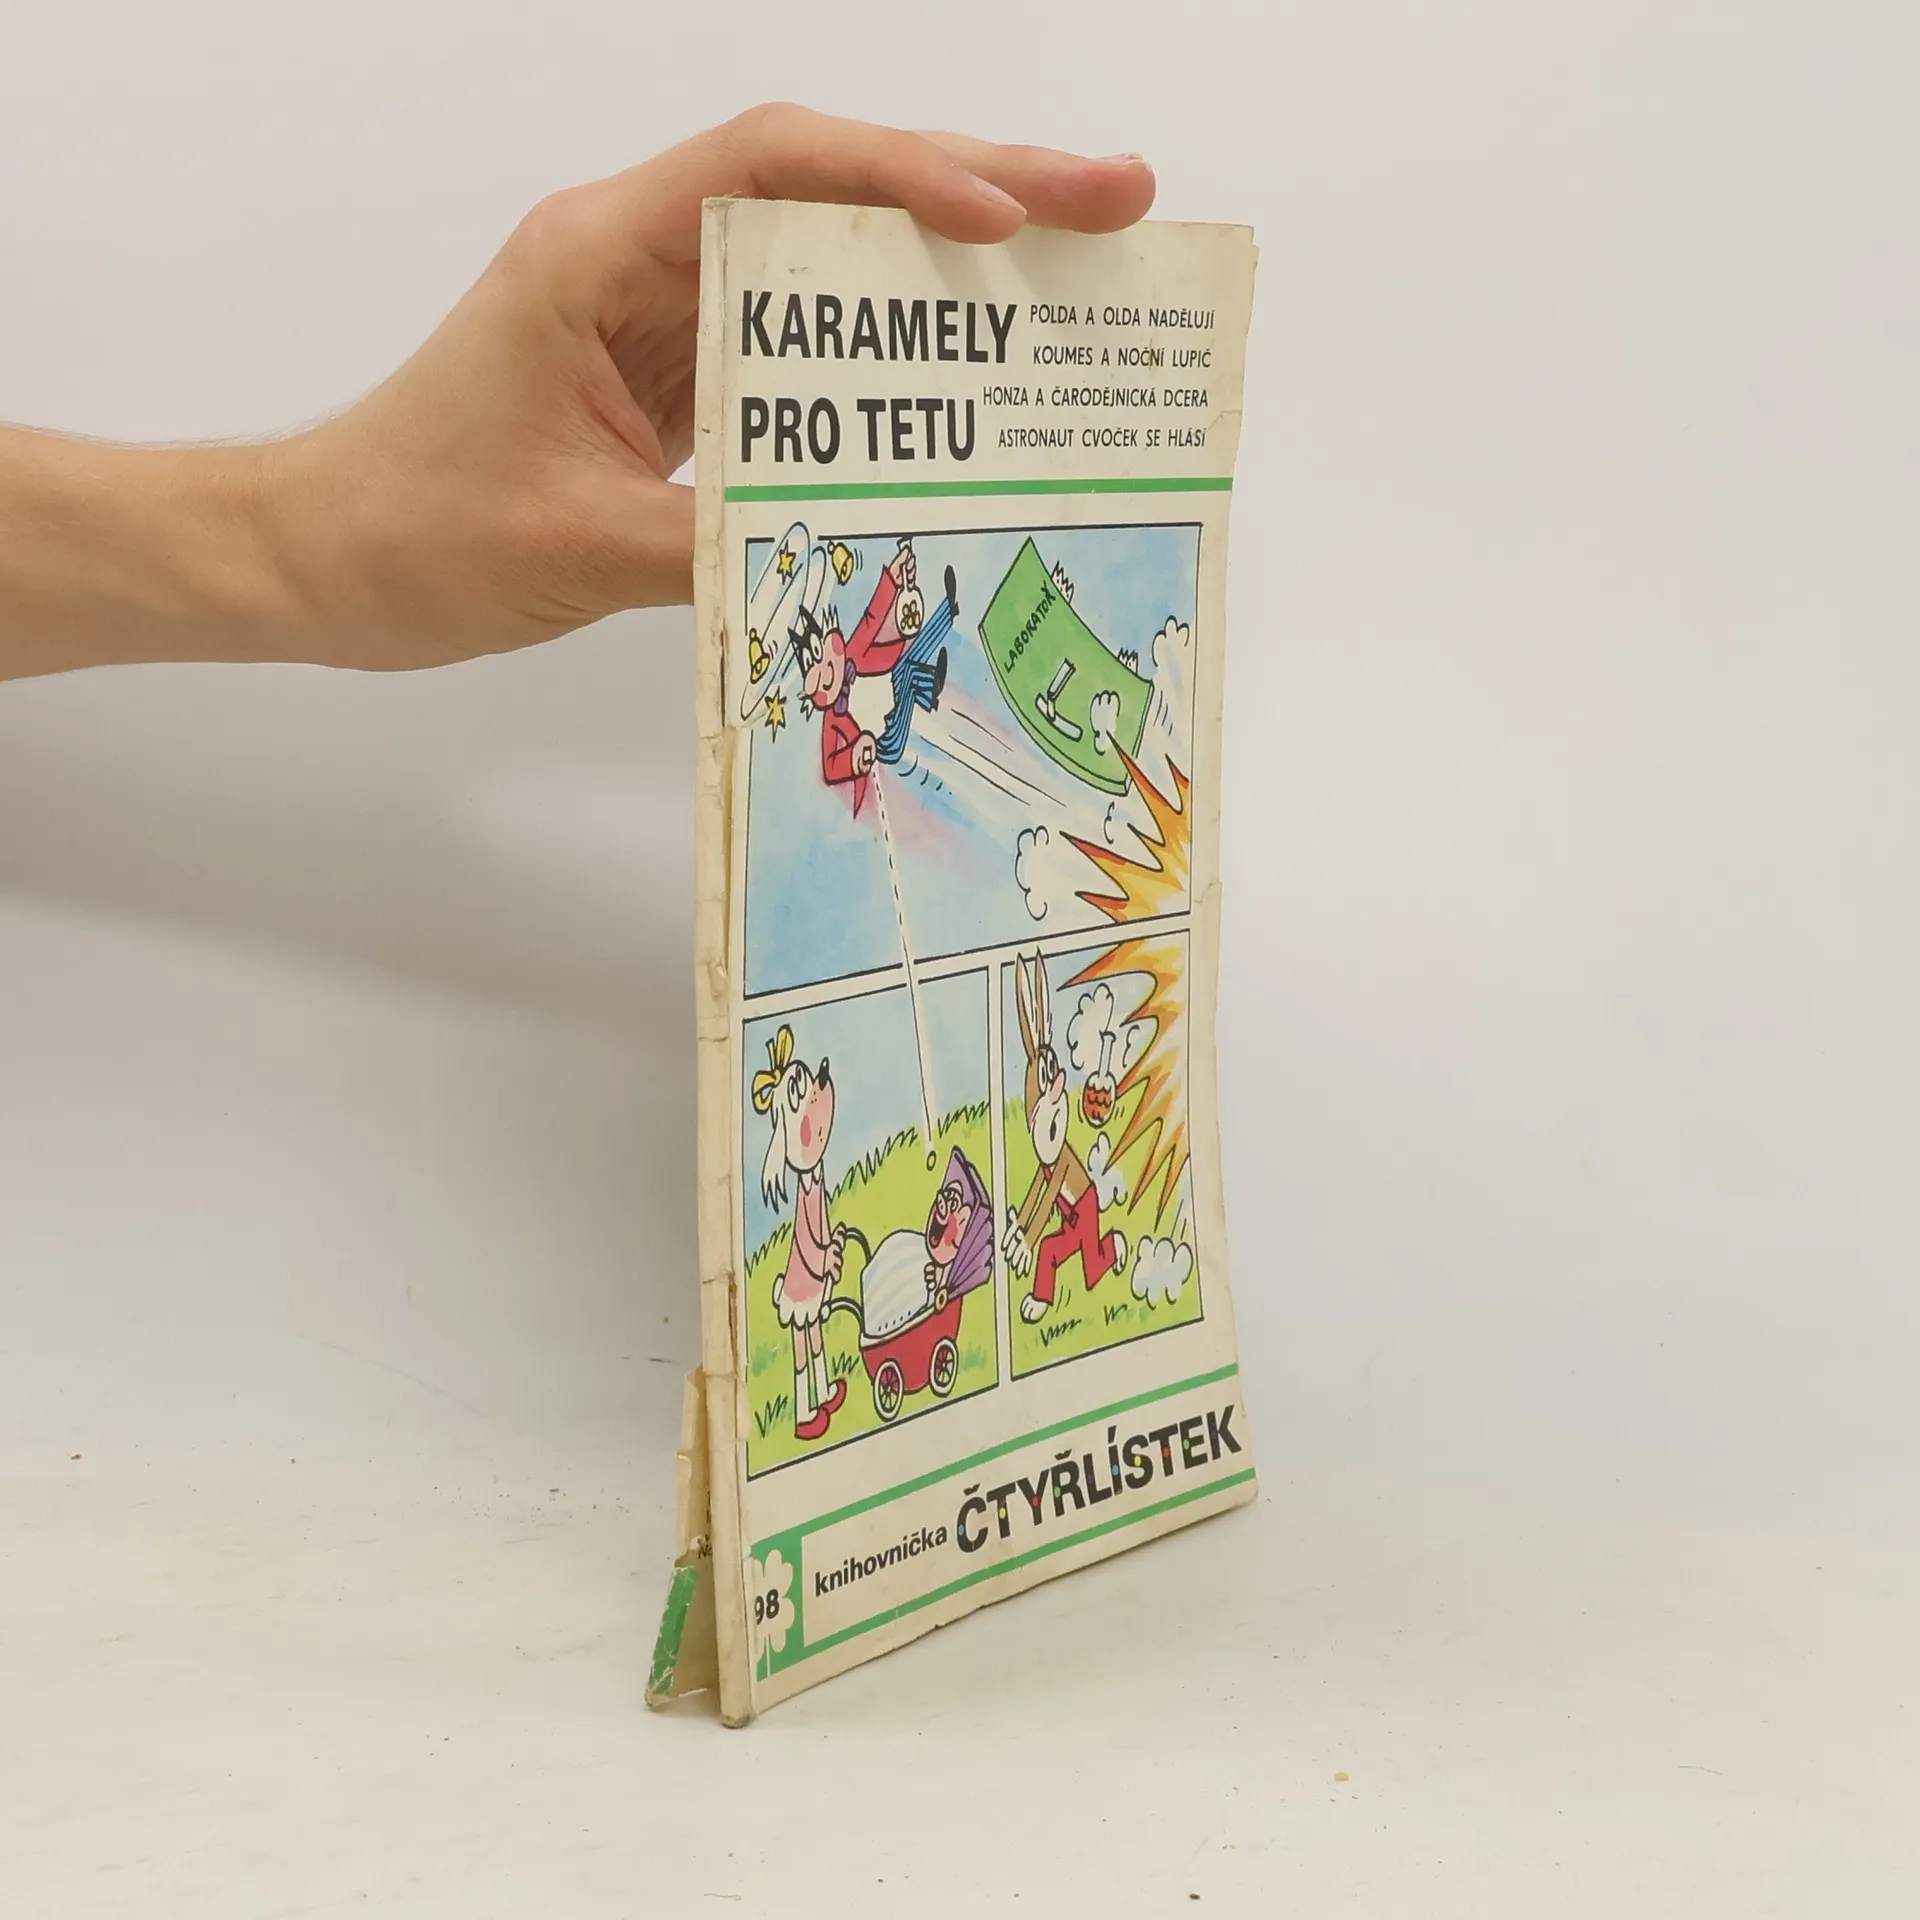 KARAMELY
PRO TETU
POLDA A OLDA NADĚLUJÍ
KOUMES A NOČNÍ LUPIČ
HONZA A ČARODĚJNICKÁ DCERA
ASTRONAUT CVOČEK SE HLÁSÍ
LABORATOŘ
98
knihovnička ČTYŘLÍSTEK